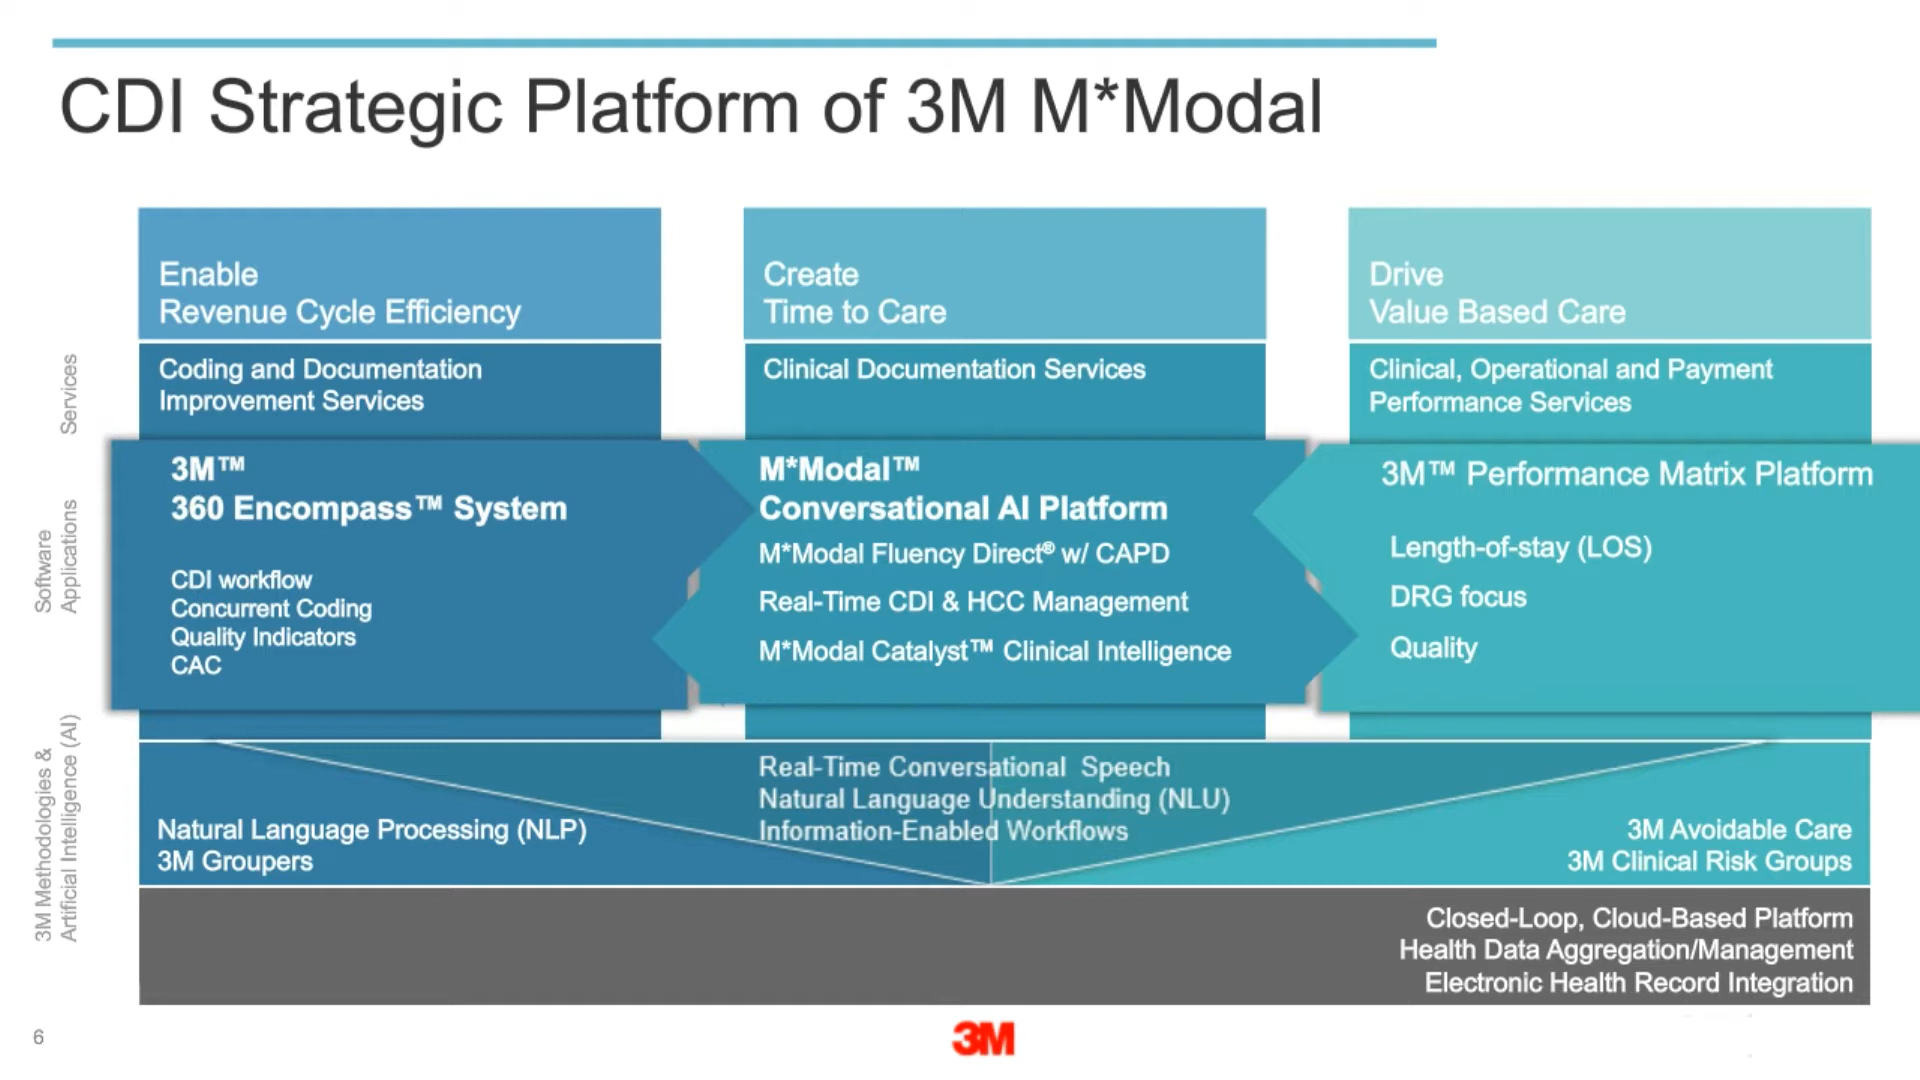 CDI Strategic Platform of 3M M*Modal
Enable
Revenue Cycle Efficiency
Create
Time to Care
Drive
Value Based Care
Services
Coding and Documentation
Improvement Services
Clinical Documentation Services
Clinical, Operational and Payment
Performance Services
Software
Applications
3M™
360 Encompass™ System
CDI workflow
Concurrent Coding
Quality Indicators
CAC
M*Modal™
Conversational AI Platform
M*Modal Fluency Direct® w/ CAPD
Real-Time CDI & HCC Management
M*Modal Catalyst™ Clinical Intelligence
3M™ Performance Matrix Platform
Length-of-stay (LOS)
DRG focus
Quality
3M Methodologies &
Artificial Intelligence (AI)
Natural Language Processing (NLP)
3M Groupers
Real-Time Conversational Speech
Natural Language Understanding (NLU)
Information-Enabled Workflows
3M Avoidable Care
3M Clinical Risk Groups
Closed-Loop, Cloud-Based Platform
Health Data Aggregation/Management
Electronic Health Record Integration
6
3M